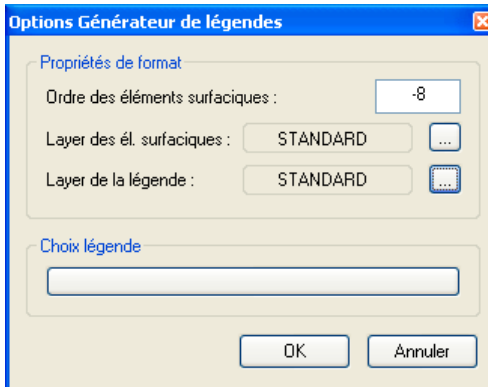 Options Générateur de légendes
Propriétés de format
Ordre des éléments surfaciques : -8
Layer des él. surfaciques : STANDARD ...
Layer de la légende : STANDARD ...
Choix légende
OK Annuler